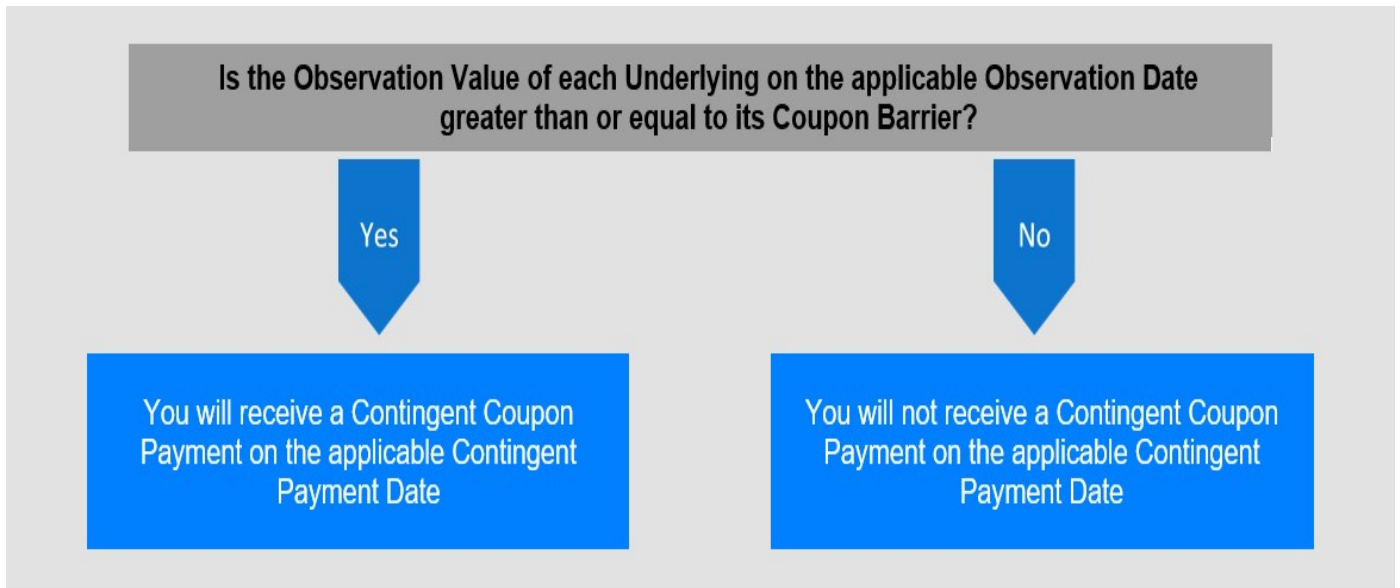 Is the Observation Value of each Underlying on the applicable Observation Date
greater than or equal to its Coupon Barrier?
Yes
No
You will receive a Contingent Coupon
Payment on the applicable Contingent
Payment Date
You will not receive a Contingent Coupon
Payment on the applicable Contingent
Payment Date